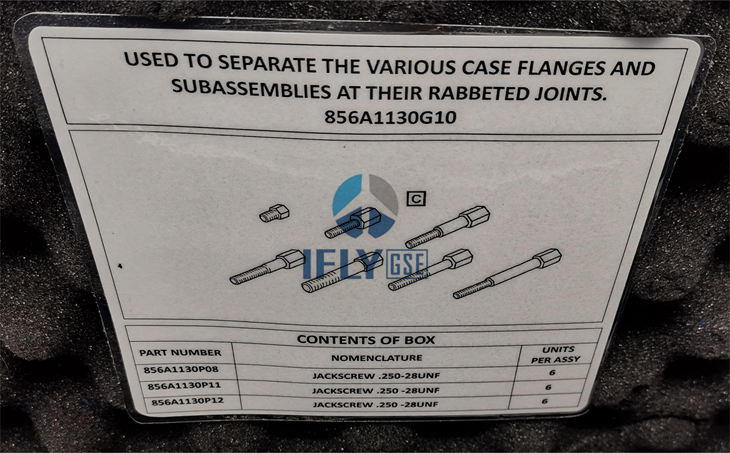 USED TO SEPARATE THE VARIOUS CASE FLANGES AND
SUBASSEMBLIES AT THEIR RABBETED JOINTS.
856A1130G10
C
IFLY GSE
CONTENTS OF BOX
PART NUMBER NOMENCLATURE UNITS PER ASSY
856A1130P08 JACKSCREW .250-28UNF 6
856A1130P11 JACKSCREW .250 -28UNF 6
856A1130P12 JACKSCREW .250 -28UNF 6